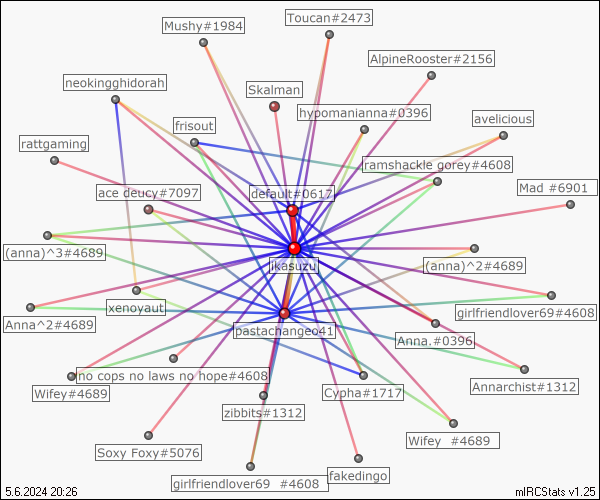 Toucan#2473
Mushy#1984
AlpineRooster#2156
neokingghidorah
Skalman
hypomanianna#0396
avelicious
frisout
rattgaming
ramshackle gorey#4608
ace deucy#7097
default#0617
Mad #6901
(anna)^3#4689
jkasuzu
(anna)^2#4689
xenoyaut
girlfriendlover69#4608
Anna^2#4689
pastachangeo41
Anna.#0396
no cops no laws no hope#4608
Annarchist#1312
Wifey#4689
Cypha#1717
zibbits#1312
Wifey #4689
Soxy Foxy#5076
fakedingo
girlfriendlover69 #4608
5.6.2024 20:26
mIRCStats v1.25